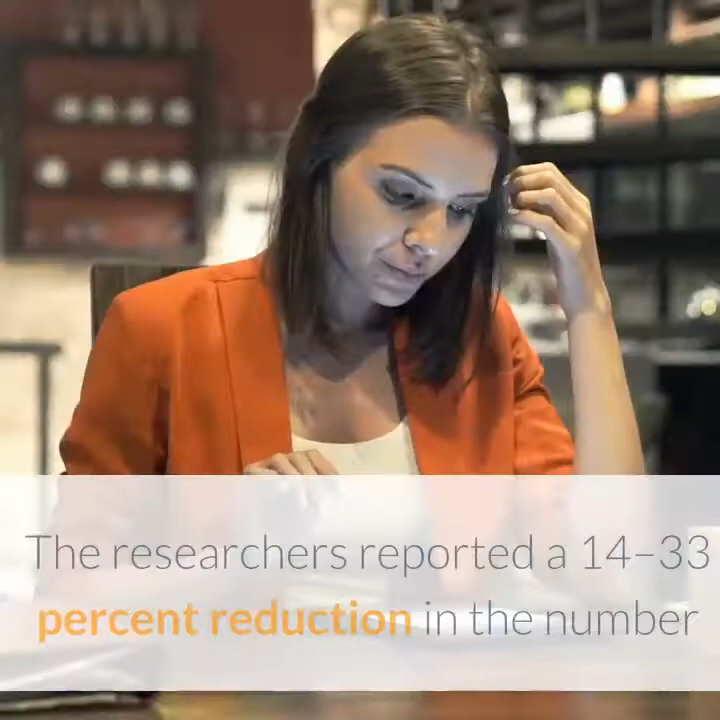 The researchers reported a 14–33
percent reduction in the number